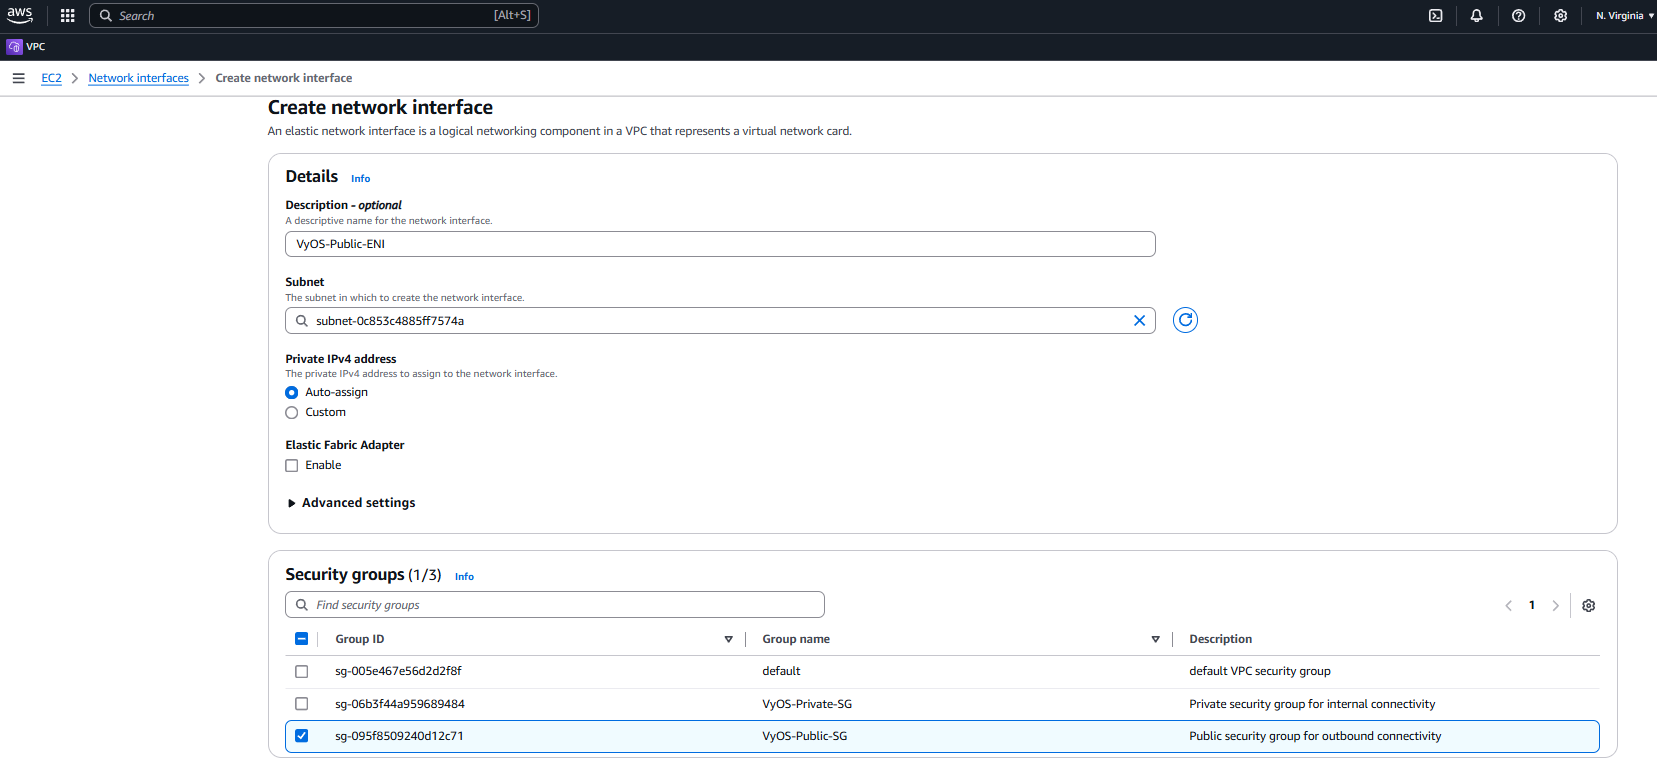 aws
Search [Alt+S]
N. Virginia
VPC
EC2 Network interfaces Create network interface
Create network interface
An elastic network interface is a logical networking component in a VPC that represents a virtual network card.
Details Info
Description - optional
A descriptive name for the network interface.
VyOS-Public-ENI
Subnet
The subnet in which to create the network interface.
subnet-0c853c4885ff7574a
Private IPv4 address
The private IPv4 address to assign to the network interface.
Auto-assign
Custom
Elastic Fabric Adapter
Enable
Advanced settings
Security groups (1/3) Info
Find security groups
1
Group ID Group name Description
sg-005e467e56d2d2f8f default default VPC security group
sg-06b3f44a959689484 VyOS-Private-SG Private security group for internal connectivity
sg-095f8509240d12c71 VyOS-Public-SG Public security group for outbound connectivity